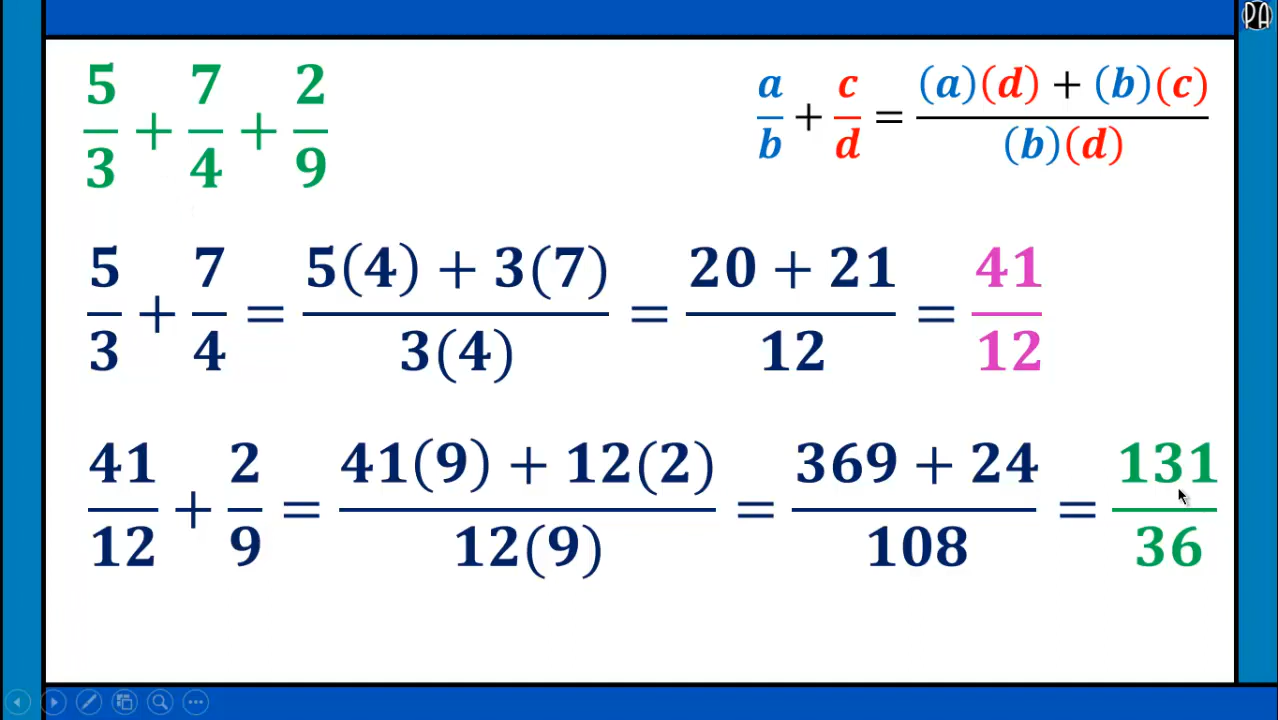 PA
5/3 + 7/4 + 2/9
a/b + c/d = ((a)(d) + (b)(c))/((b)(d))
5/3 + 7/4 = (5(4) + 3(7))/(3(4)) = (20 + 21)/12 = 41/12
41/12 + 2/9 = (41(9) + 12(2))/(12(9)) = (369 + 24)/108 = 131/36